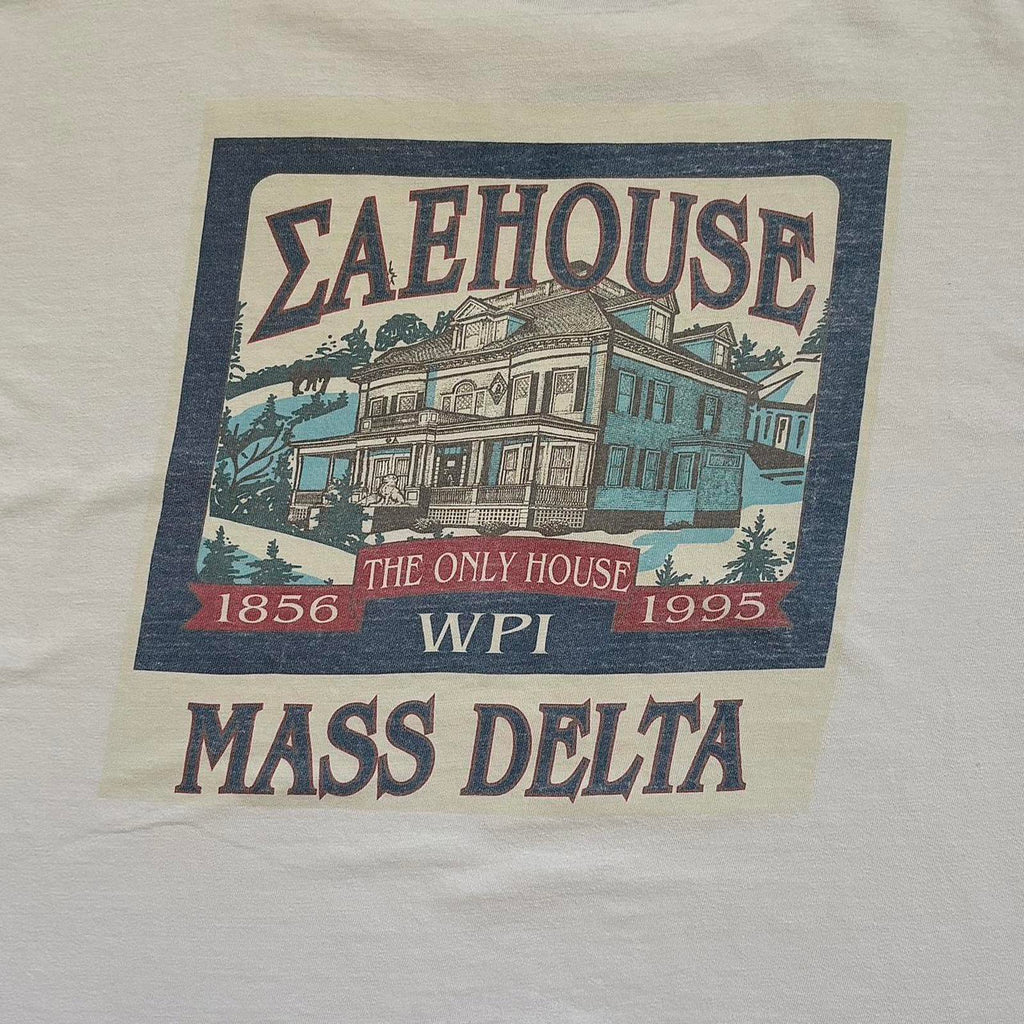 ΣAEHOUSE
THE ONLY HOUSE
1856 1995
WPI
MASS DELTA